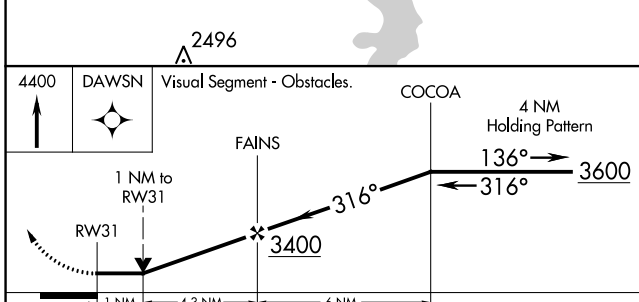 2496
4400
DAWSN
Visual Segment - Obstacles.
COCOA
4 NM
Holding Pattern
FAINS
136°
3600
316°
1 NM to
RW31
316°
RW31
3400
1 NM
4.3 NM
6 NM